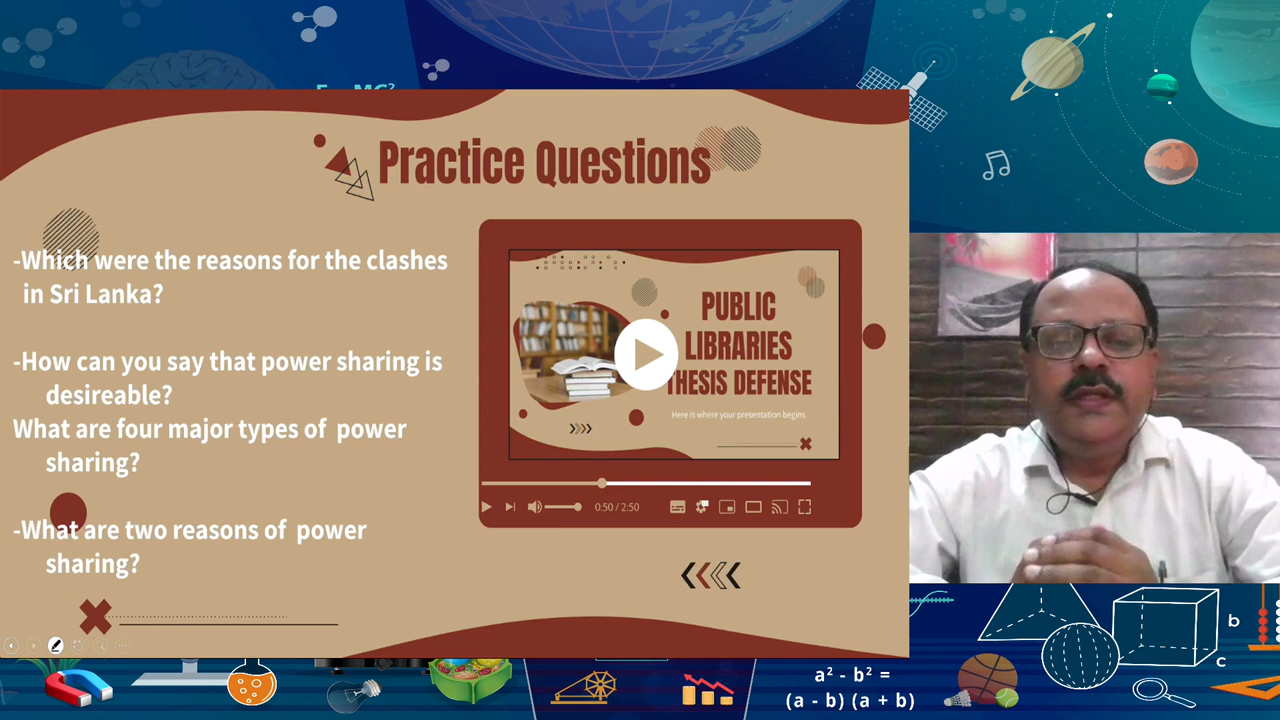 E = MC²
Practice Questions
-Which were the reasons for the clashes
in Sri Lanka?
-How can you say that power sharing is
desireable?
What are four major types of power
sharing?
-What are two reasons of power
sharing?
PUBLIC
LIBRARIES
THESIS DEFENSE
Here is where your presentation begins
0:50 / 2:50
b
c
a² - b² =
(a - b) (a + b)